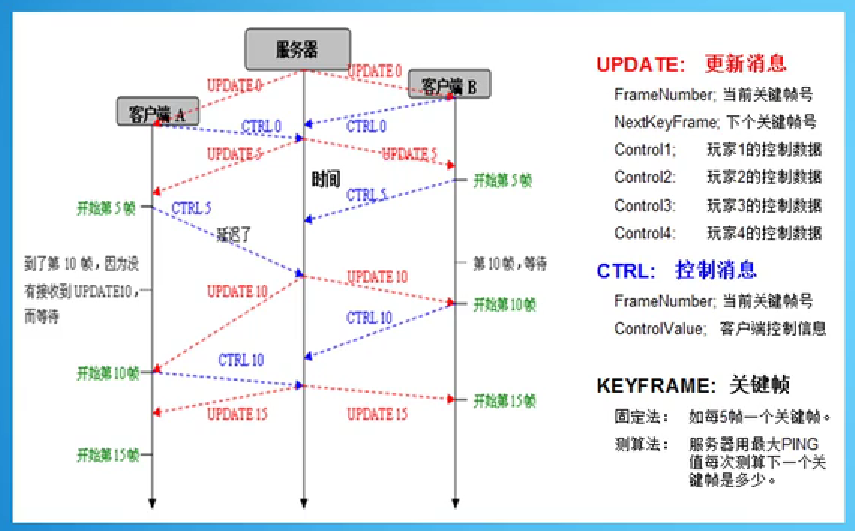 服务器
UPDATE 0
UPDATE 0
客户端 B
客户端 A
CTRL 0
CTRL 0
UPDATE 5
UPDATE 5
时间
开始第 5 帧
CTRL 5
开始第 5 帧
CTRL 5
延迟了
到了第 10 帧，因为没
有接收到 UPDATE10，
而等待
第 10 帧，等待
UPDATE 10
UPDATE 10
开始第 10 帧
CTRL 10
CTRL 10
开始第 10 帧
开始第 15 帧
UPDATE 15
UPDATE 15
开始第 15 帧
UPDATE: 更新消息
FrameNumber; 当前关键帧号
NextKeyFrame; 下个关键帧号
Control1; 玩家1的控制数据
Control2: 玩家2的控制数据
Control3: 玩家3的控制数据
Control4: 玩家4的控制数据
CTRL: 控制消息
FrameNumber; 当前关键帧号
ControlValue; 客户端控制信息
KEYFRAME: 关键帧
固定法: 如每5帧一个关键帧。
测算法: 服务器用最大PING
值每次测算下一个关
键帧是多少。